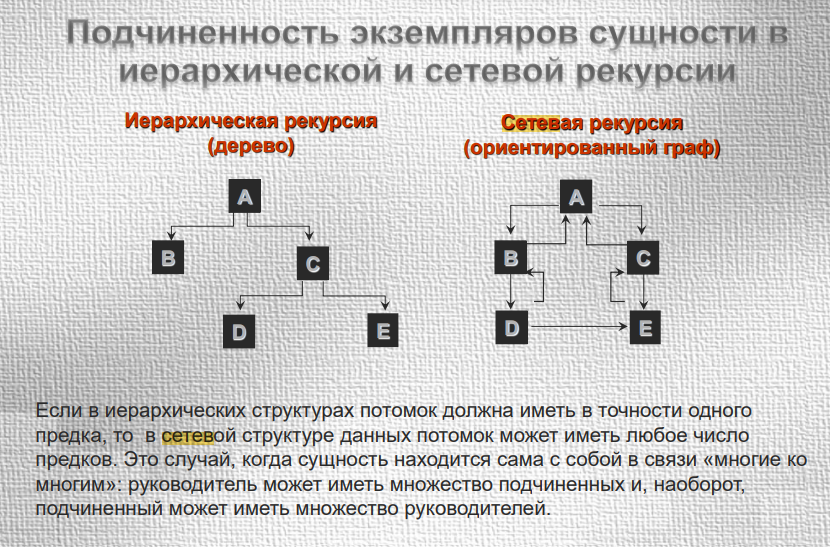 Подчиненность экземпляров сущности в
иерархической и сетевой рекурсии
Иерархическая рекурсия
(дерево)
Сетевая рекурсия
(ориентированный граф)
A
B
C
D
E
A
B
C
D
E
Если в иерархических структурах потомок должна иметь в точности одного
предка, то в сетевой структуре данных потомок может иметь любое число
предков. Это случай, когда сущность находится сама с собой в связи «многие ко
многим»: руководитель может иметь множество подчиненных и, наоборот,
подчиненный может иметь множество руководителей.